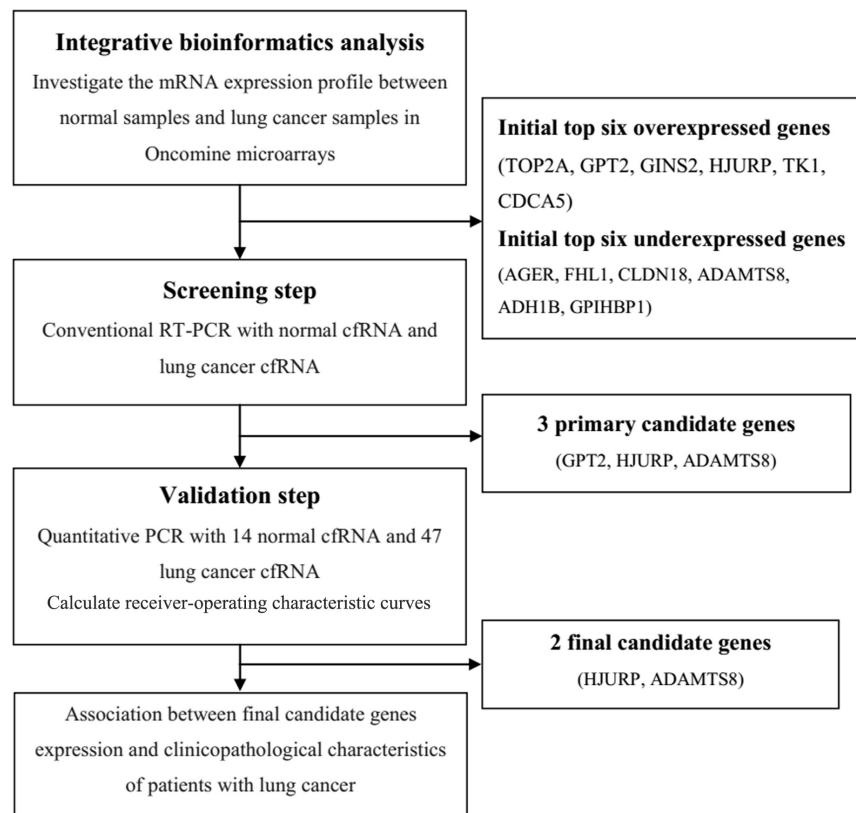 Integrative bioinformatics analysis
Investigate the mRNA expression profile between
normal samples and lung cancer samples in
Oncomine microarrays
Initial top six overexpressed genes
(TOP2A, GPT2, GINS2, HJURP, TK1,
CDCA5)
Initial top six underexpressed genes
(AGER, FHL1, CLDN18, ADAMTS8,
ADH1B, GPIHBP1)
Screening step
Conventional RT-PCR with normal cfRNA and
lung cancer cfRNA
3 primary candidate genes
(GPT2, HJURP, ADAMTS8)
Validation step
Quantitative PCR with 14 normal cfRNA and 47
lung cancer cfRNA
Calculate receiver-operating characteristic curves
2 final candidate genes
(HJURP, ADAMTS8)
Association between final candidate genes
expression and clinicopathological characteristics
of patients with lung cancer